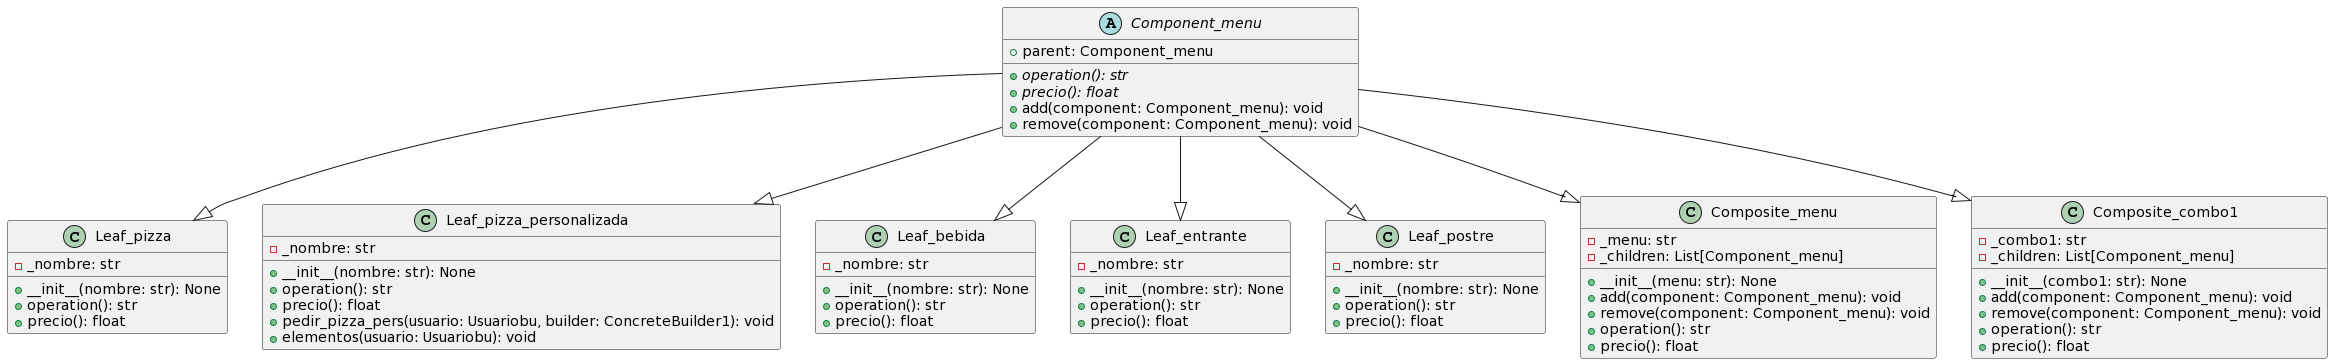 A Component_menu
parent: Component_menu
operation(): str
precio(): float
add(component: Component_menu): void
remove(component: Component_menu): void
C Leaf_pizza
_nombre: str
__init__(nombre: str): None
operation(): str
precio(): float
C Leaf_pizza_personalizada
_nombre: str
__init__(nombre: str): None
operation(): str
precio(): float
pedir_pizza_pers(usuario: Usuariobu, builder: ConcreteBuilder1): void
elementos(usuario: Usuariobu): void
C Leaf_bebida
_nombre: str
__init__(nombre: str): None
operation(): str
precio(): float
C Leaf_entrante
_nombre: str
__init__(nombre: str): None
operation(): str
precio(): float
C Leaf_postre
_nombre: str
__init__(nombre: str): None
operation(): str
precio(): float
C Composite_menu
_menu: str
_children: List[Component_menu]
__init__(menu: str): None
add(component: Component_menu): void
remove(component: Component_menu): void
operation(): str
precio(): float
C Composite_combo1
_combo1: str
_children: List[Component_menu]
__init__(combo1: str): None
add(component: Component_menu): void
remove(component: Component_menu): void
operation(): str
precio(): float